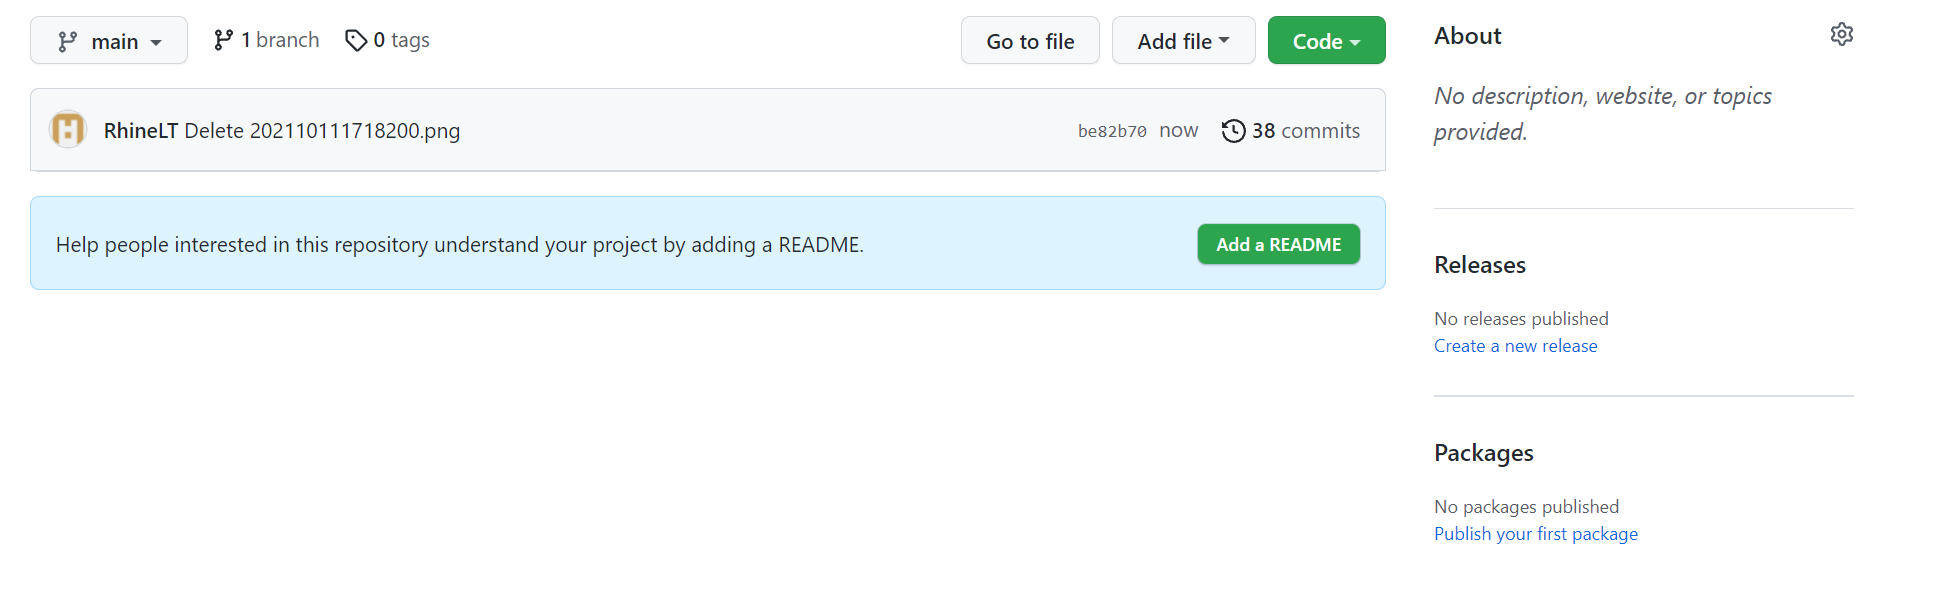 main 1 branch 0 tags Go to file Add file Code
RhineLT Delete 202110111718200.png be82b70 now 38 commits
Help people interested in this repository understand your project by adding a README. Add a README
About
No description, website, or topics
provided.
Releases
No releases published
Create a new release
Packages
No packages published
Publish your first package